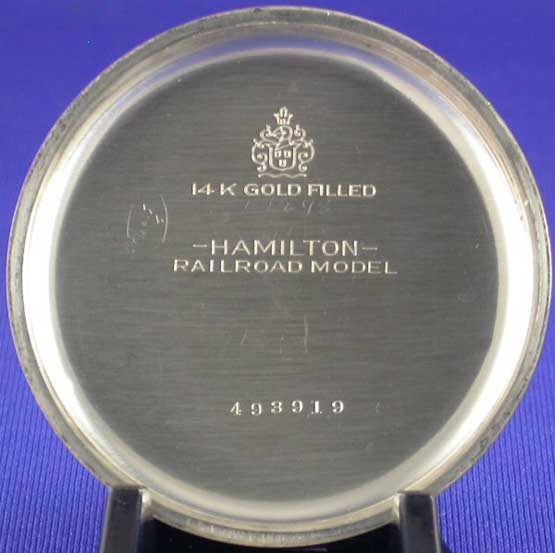 14 K GOLD FILLED
-HAMILTON-
RAILROAD MODEL
493919